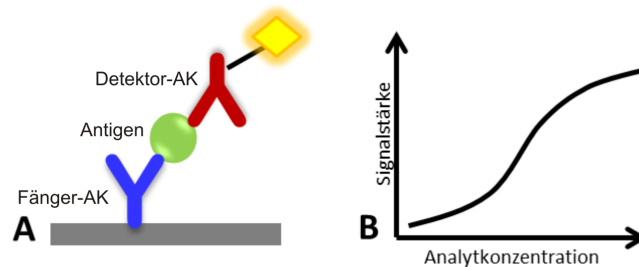 Detektor-AK
Antigen
Fänger-AK
A
Signalstärke
B
Analytkonzentration